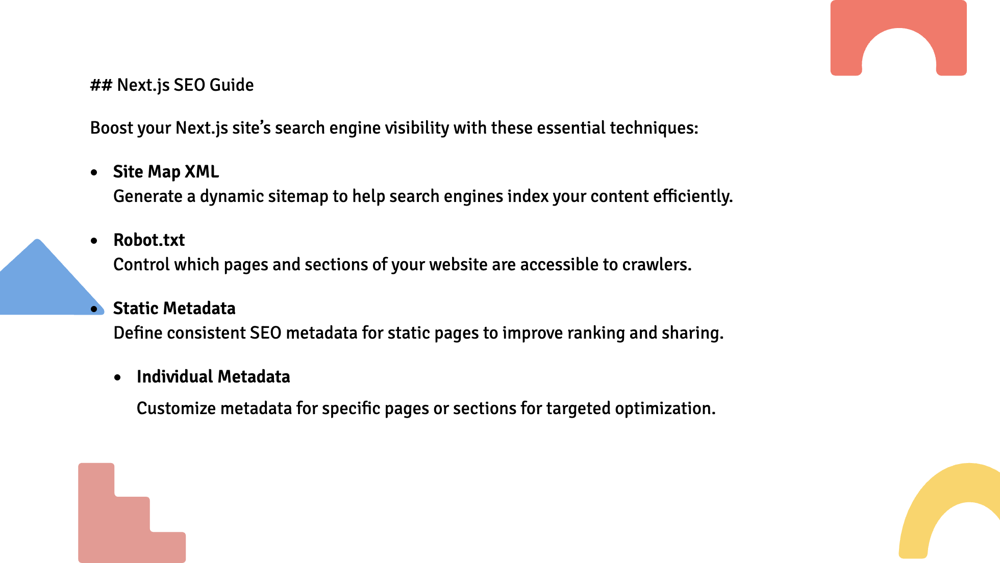 ## Next.js SEO Guide
Boost your Next.js site’s search engine visibility with these essential techniques:
• Site Map XML
Generate a dynamic sitemap to help search engines index your content efficiently.
• Robot.txt
Control which pages and sections of your website are accessible to crawlers.
• Static Metadata
Define consistent SEO metadata for static pages to improve ranking and sharing.
• Individual Metadata
Customize metadata for specific pages or sections for targeted optimization.